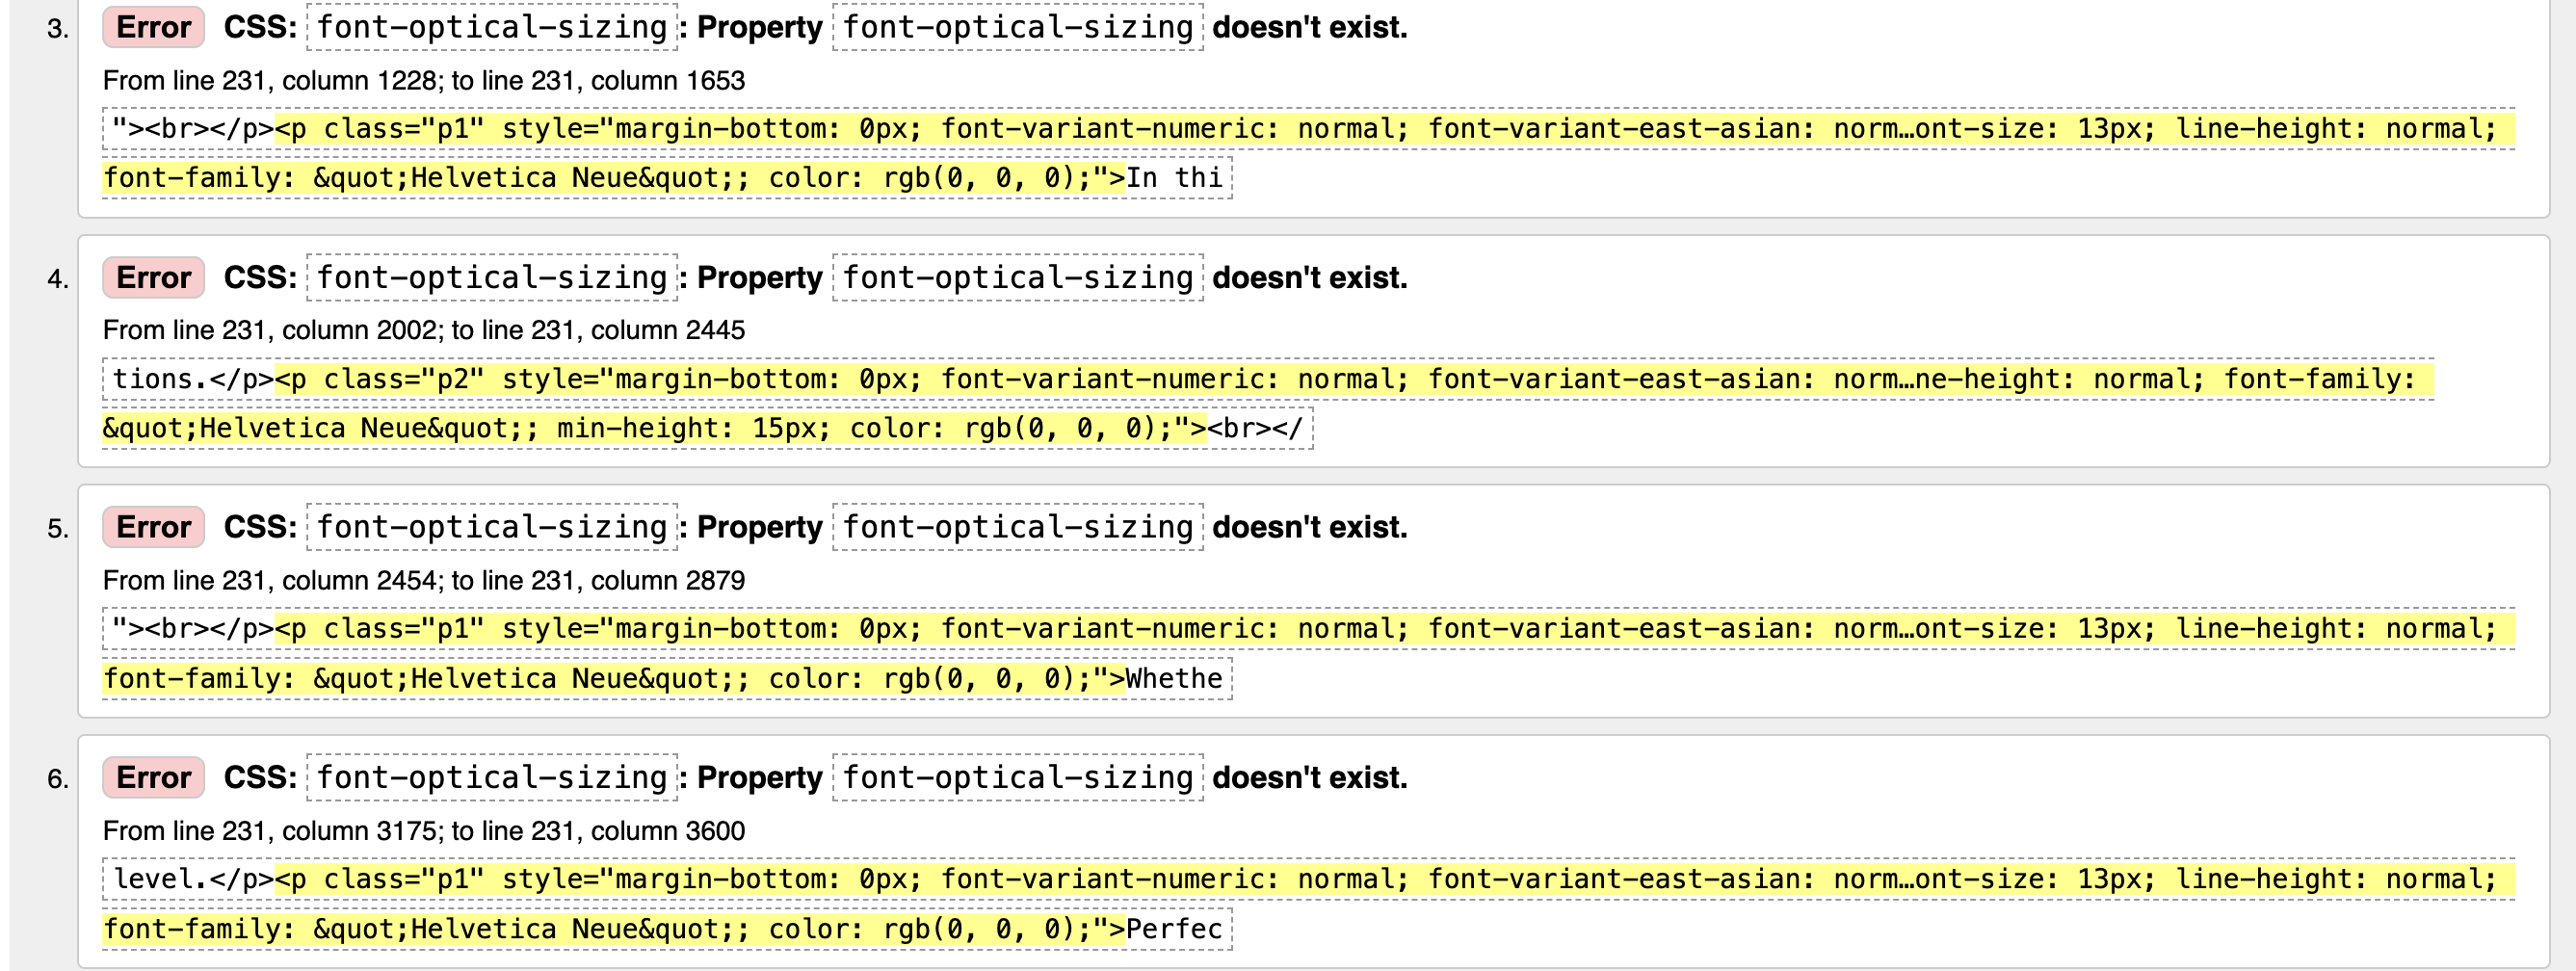 3. Error CSS: font-optical-sizing: Property font-optical-sizing doesn't exist.
From line 231, column 1228; to line 231, column 1653
"><br></p><p class="p1" style="margin-bottom: 0px; font-variant-numeric: normal; font-variant-east-asian: norm…ont-size: 13px; line-height: normal;
font-family: &quot;Helvetica Neue&quot;; color: rgb(0, 0, 0);">In thi
4. Error CSS: font-optical-sizing: Property font-optical-sizing doesn't exist.
From line 231, column 2002; to line 231, column 2445
tions.</p><p class="p2" style="margin-bottom: 0px; font-variant-numeric: normal; font-variant-east-asian: norm…ne-height: normal; font-family:
&quot;Helvetica Neue&quot;; min-height: 15px; color: rgb(0, 0, 0);"><br></
5. Error CSS: font-optical-sizing: Property font-optical-sizing doesn't exist.
From line 231, column 2454; to line 231, column 2879
"><br></p><p class="p1" style="margin-bottom: 0px; font-variant-numeric: normal; font-variant-east-asian: norm…ont-size: 13px; line-height: normal;
font-family: &quot;Helvetica Neue&quot;; color: rgb(0, 0, 0);">Whethe
6. Error CSS: font-optical-sizing: Property font-optical-sizing doesn't exist.
From line 231, column 3175; to line 231, column 3600
level.</p><p class="p1" style="margin-bottom: 0px; font-variant-numeric: normal; font-variant-east-asian: norm…ont-size: 13px; line-height: normal;
font-family: &quot;Helvetica Neue&quot;; color: rgb(0, 0, 0);">Perfec